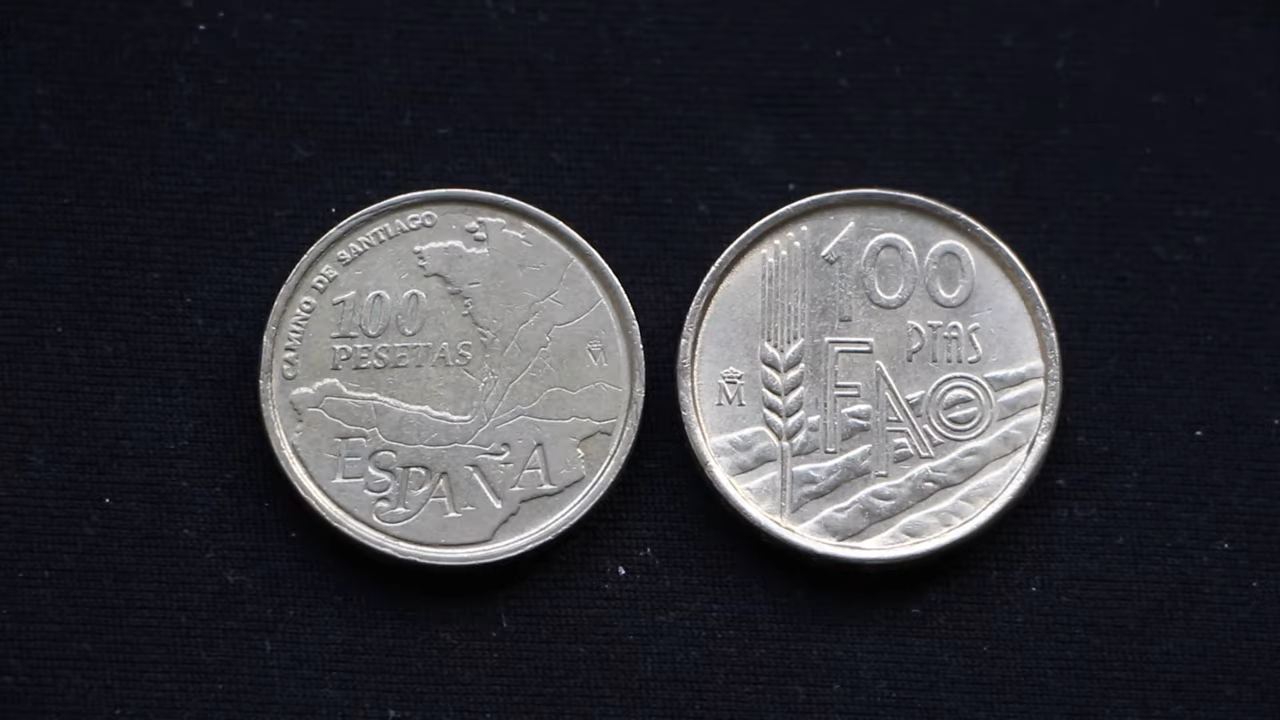 CAMINO DE SANTIAGO
100
PESETAS
M
ESPAÑA
100
PTAS
M
FAO